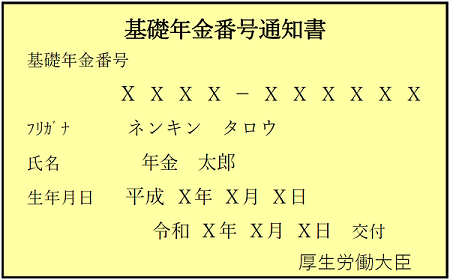 基礎年金番号通知書
基礎年金番号
X X X X － X X X X X X
ﾌﾘｶﾞﾅ ネンキン タロウ
氏名 年金 太郎
生年月日 平成 X年 X月 X日
令和 X年 X月 X日 交付
厚生労働大臣